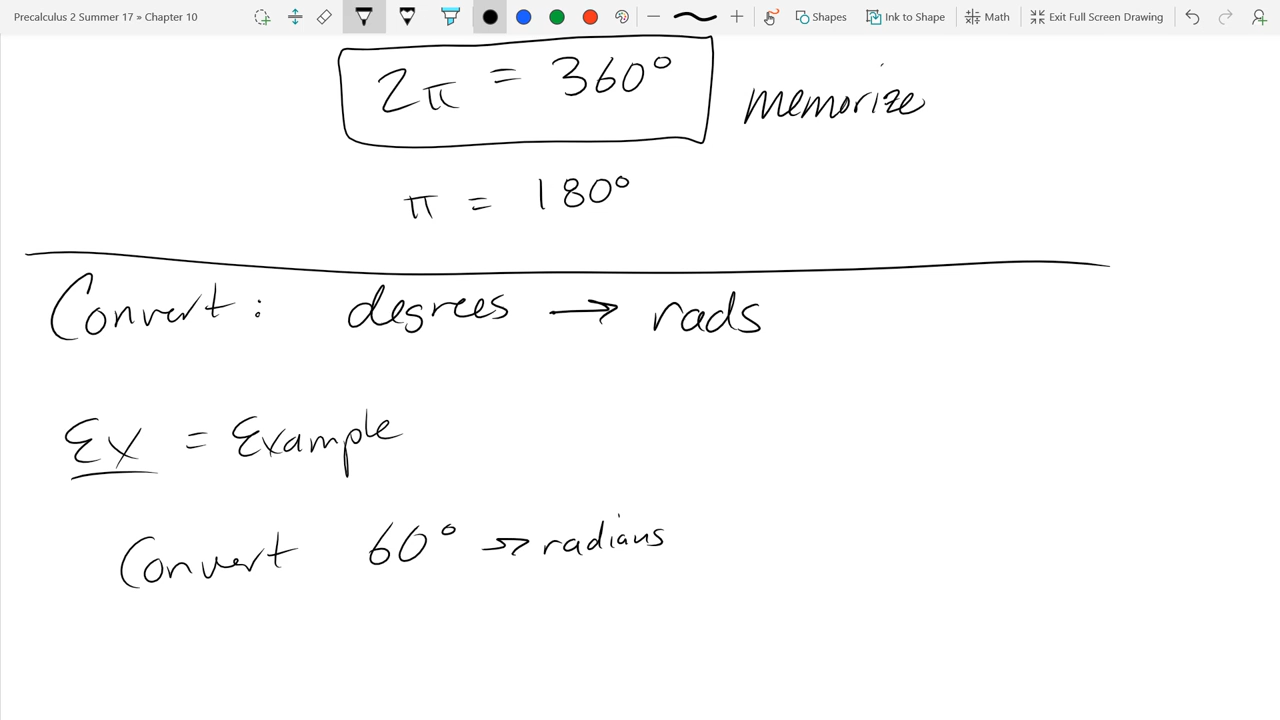 Precalculus 2 Summer 17 » Chapter 10 Shapes Ink to Shape Math Exit Full Screen Drawing
2π = 360° memorize
π = 180°
Convert: degrees → rads
Ex = Example
Convert 60° → radians